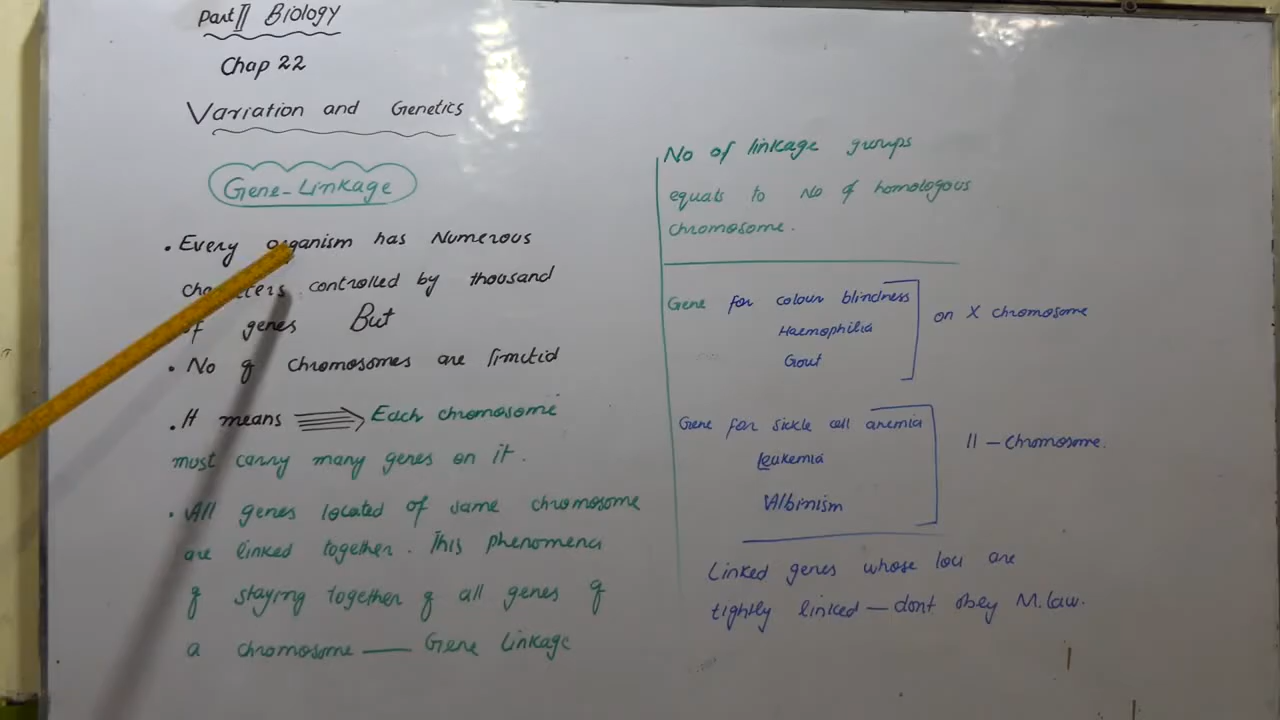 Part II Biology
Chap 22
Variation and Genetics
Gene-Linkage
• Every organism has Numerous
characters controlled by thousand
of genes But
• No of chromosomes are limitid
• It means Each chromosome
must carry many genes on it.
• All genes located of same chromosome
are linked together. This phenomena
of staying together of all genes of
a chromosome — Gene Linkage
No of linkage groups
equats to No of homologous
chromosome.
Gene for colour blindness
Haemophilia
Gout
on X chromosome
Gene for sickle cell anemia
Leukemia
Albinism
11 – chromosome.
Linked genes whose loci are
tightly linked — dont obey M. law.